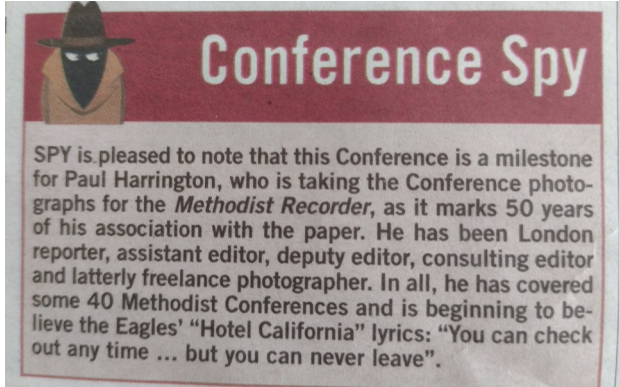 Conference Spy
SPY is pleased to note that this Conference is a milestone
for Paul Harrington, who is taking the Conference photo-
graphs for the Methodist Recorder, as it marks 50 years
of his association with the paper. He has been London
reporter, assistant editor, deputy editor, consulting editor
and latterly freelance photographer. In all, he has covered
some 40 Methodist Conferences and is beginning to be-
lieve the Eagles' “Hotel California” lyrics: “You can check
out any time ... but you can never leave”.